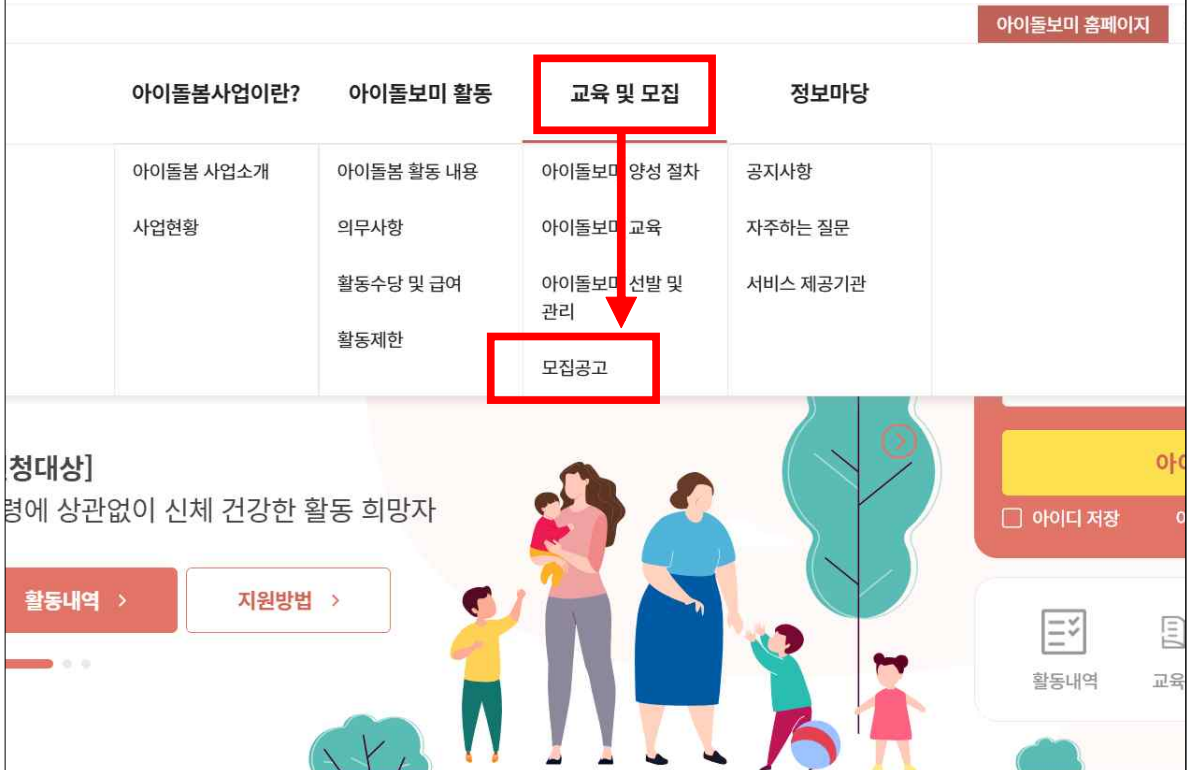 아이돌보미 홈페이지
아이돌봄사업이란? 아이돌보미 활동 교육 및 모집 정보마당
아이돌봄 사업소개 아이돌봄 활동 내용 아이돌보미 양성 절차 공지사항
사업현황 의무사항 아이돌보미 교육 자주하는 질문
활동수당 및 급여 아이돌보미 선발 및 서비스 제공기관
관리
활동제한
모집공고
청대상]
령에 상관없이 신체 건강한 활동 희망자
아이디 저장
활동내역 지원방법
활동내역 교육